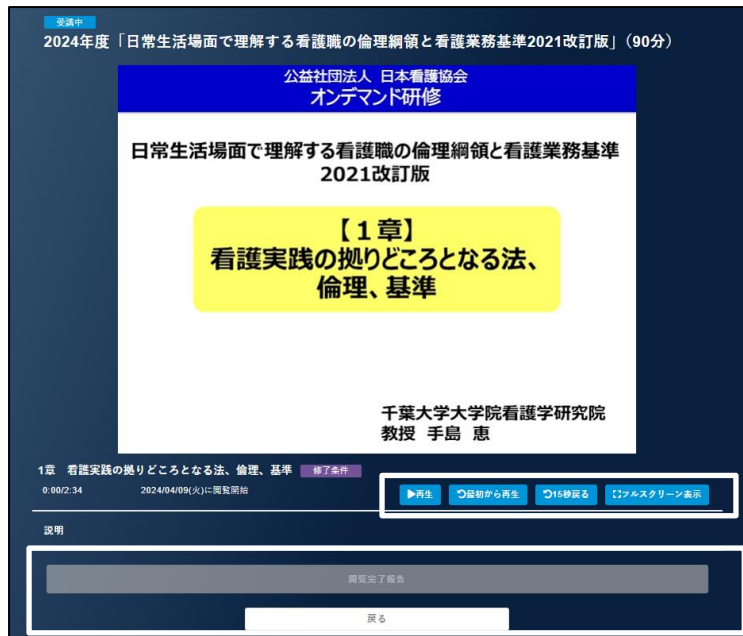 受講中
2024年度「日常生活場面で理解する看護職の倫理綱領と看護業務基準2021改訂版」（90分）
公益社団法人 日本看護協会
オンデマンド研修
日常生活場面で理解する看護職の倫理綱領と看護業務基準
2021改訂版
【１章】
看護実践の拠りどころとなる法、
倫理、基準
千葉大学大学院看護学研究院
教授 手島 恵
1章 看護実践の拠りどころとなる法、倫理、基準 修了条件
0:00/2:34 2024/04/09(火)に閲覧開始 再生 最初から再生 15秒戻る フルスクリーン表示
説明
閲覧完了報告
戻る